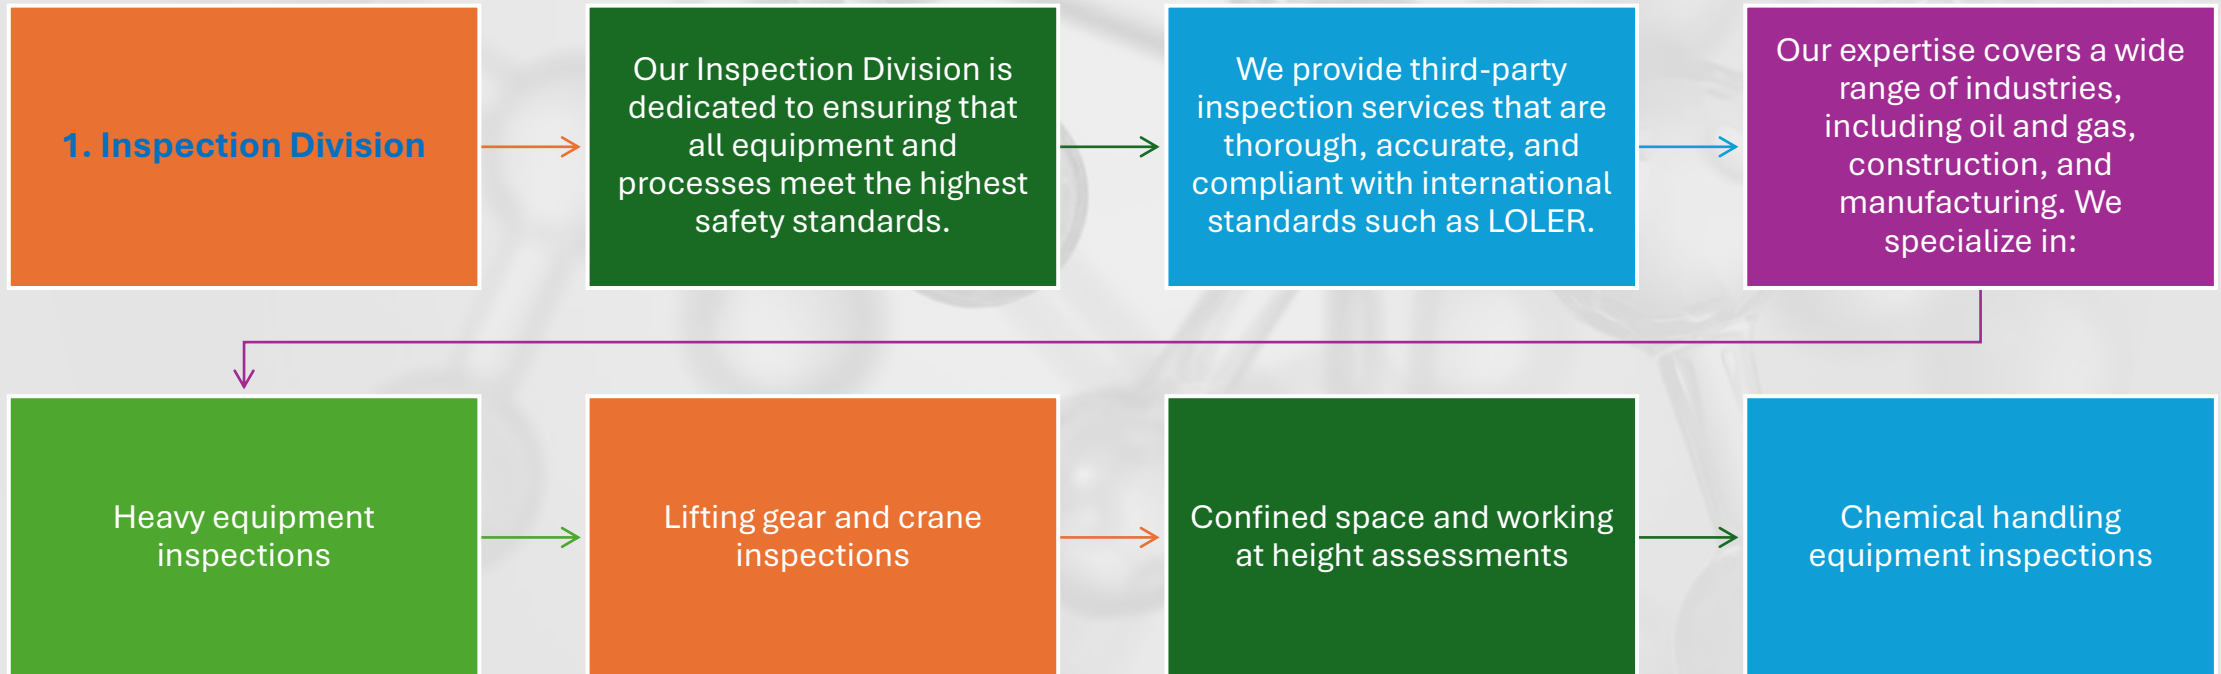 1. Inspection Division
Our Inspection Division is
dedicated to ensuring that
all equipment and
processes meet the highest
safety standards.
We provide third-party
inspection services that are
thorough, accurate, and
compliant with international
standards such as LOLER.
Our expertise covers a wide
range of industries,
including oil and gas,
construction, and
manufacturing. We
specialize in:
Heavy equipment
inspections
Lifting gear and crane
inspections
Confined space and working
at height assessments
Chemical handling
equipment inspections